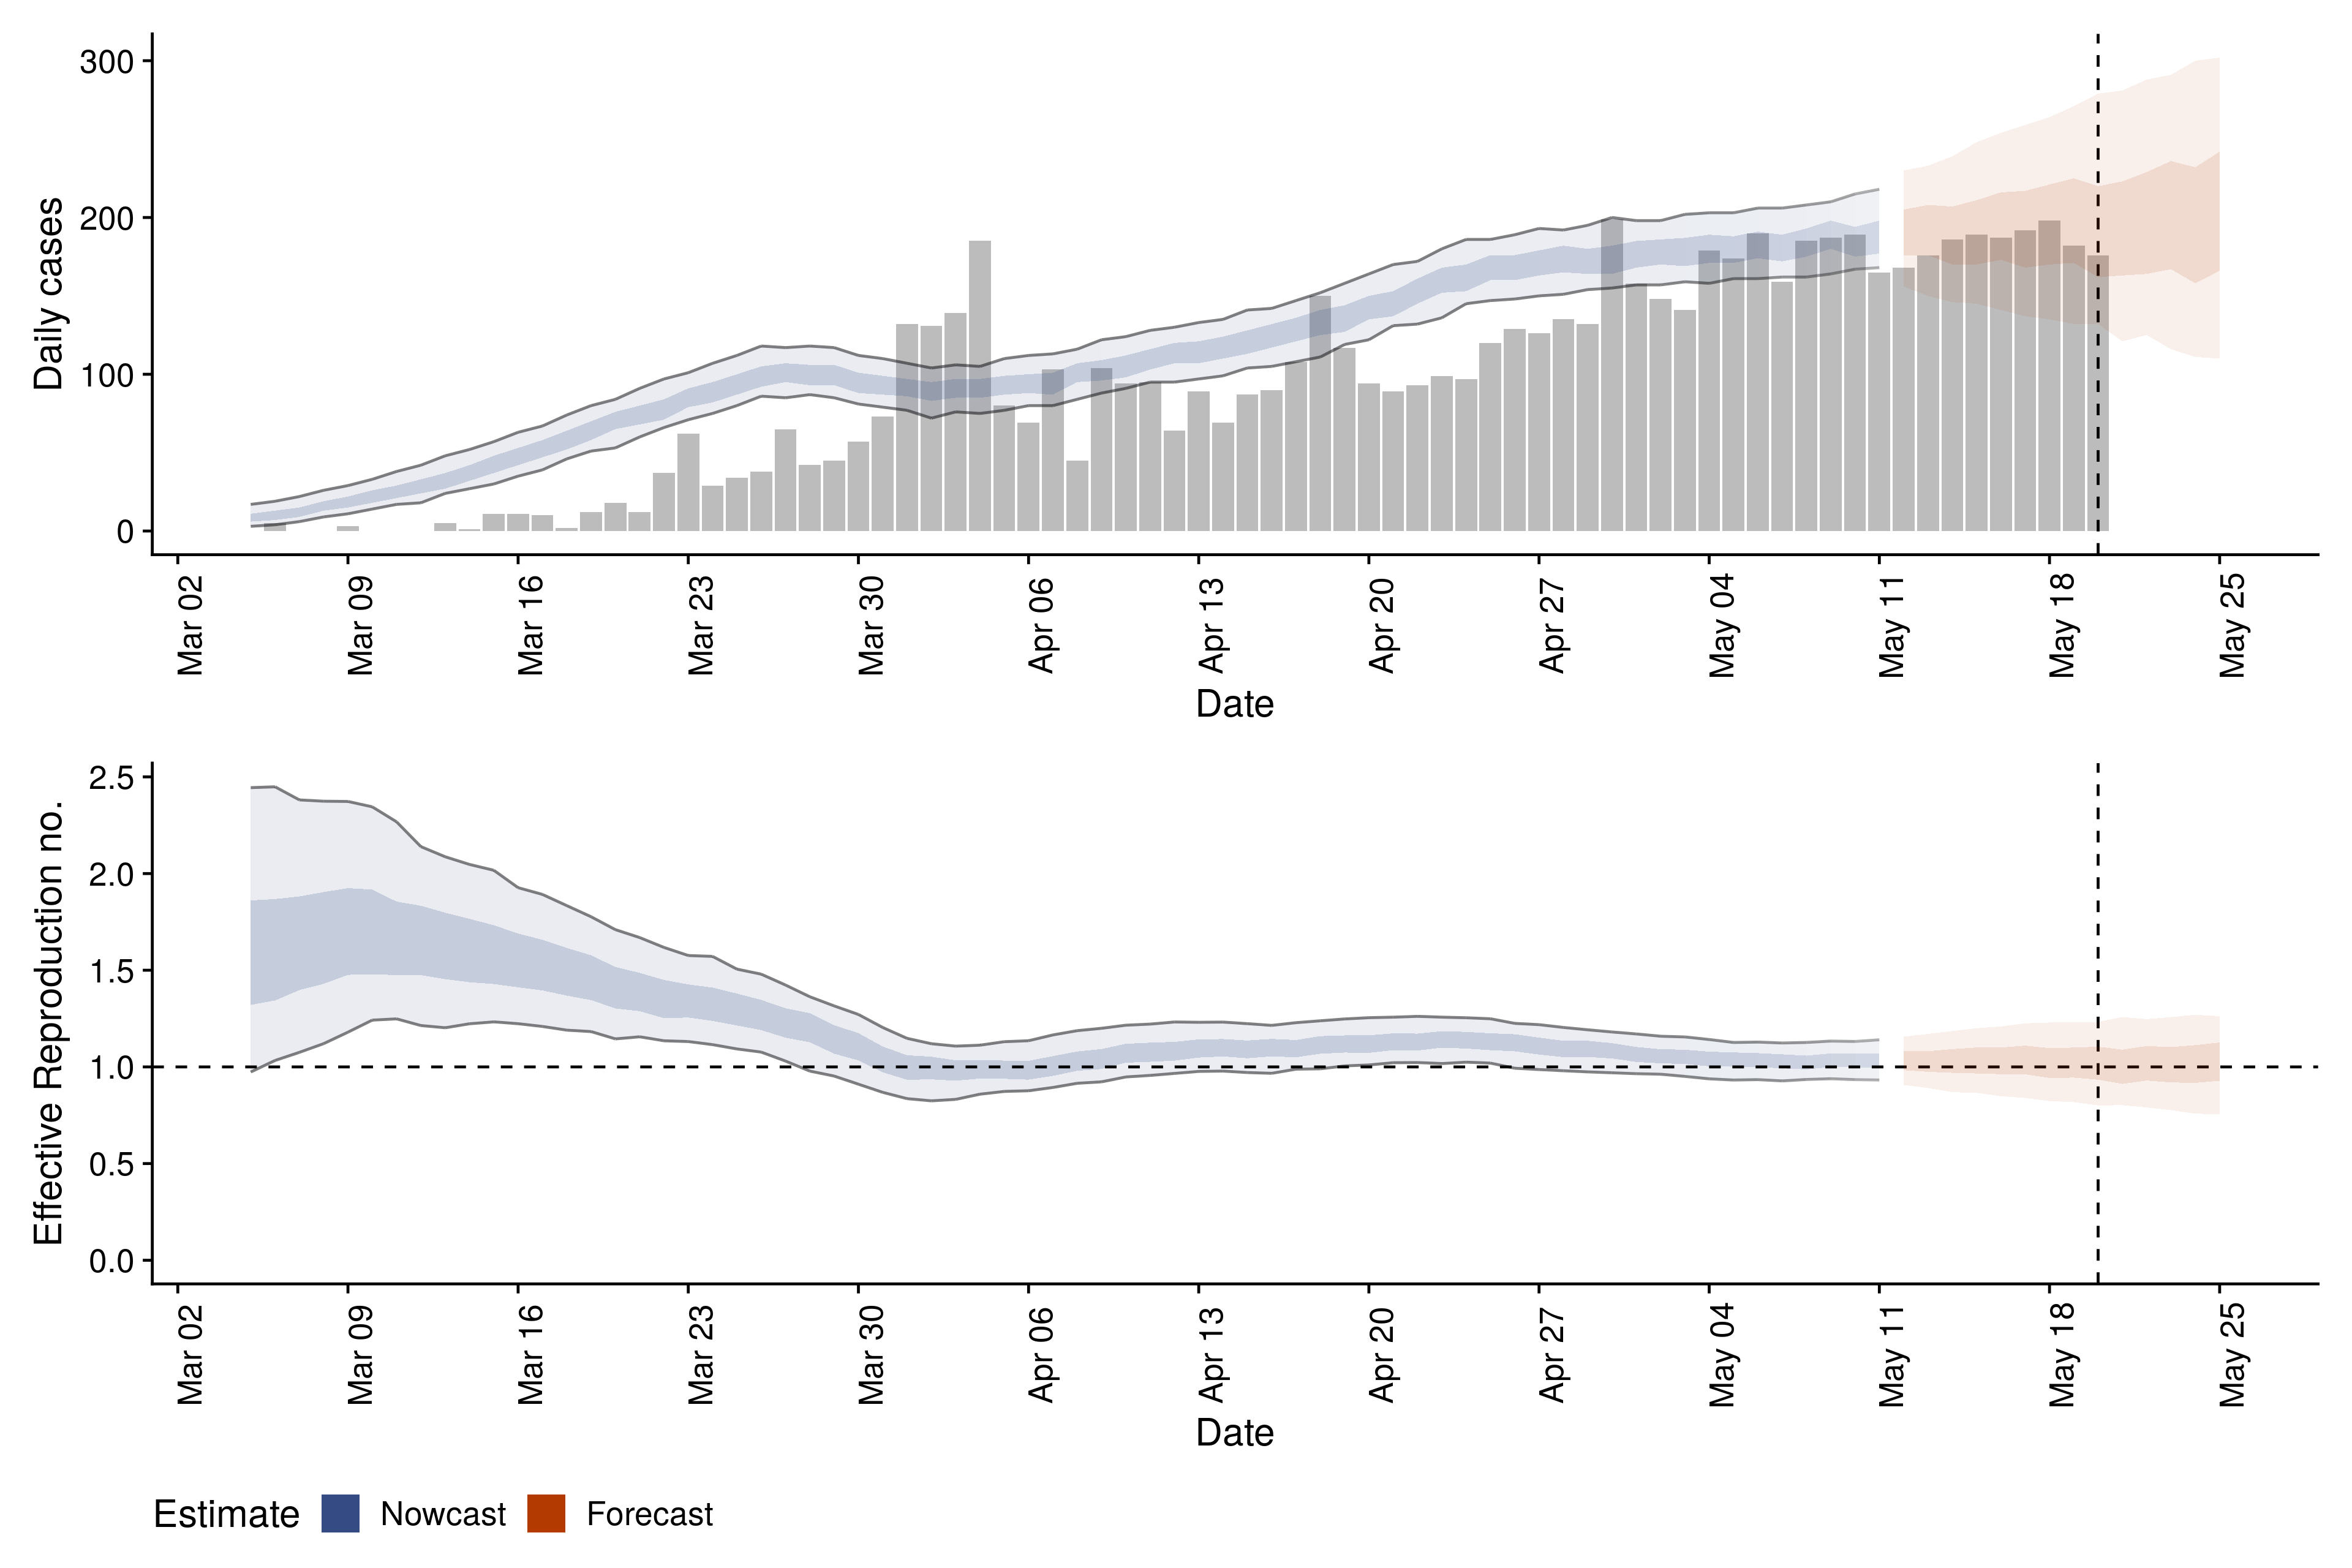 Daily cases
300
200
100
0
Mar 02
Mar 09
Mar 16
Mar 23
Mar 30
Apr 06
Apr 13
Apr 20
Apr 27
May 04
May 11
May 18
May 25
Date
Effective Reproduction no.
2.5
2.0
1.5
1.0
0.5
0.0
Mar 02
Mar 09
Mar 16
Mar 23
Mar 30
Apr 06
Apr 13
Apr 20
Apr 27
May 04
May 11
May 18
May 25
Date
Estimate Nowcast Forecast